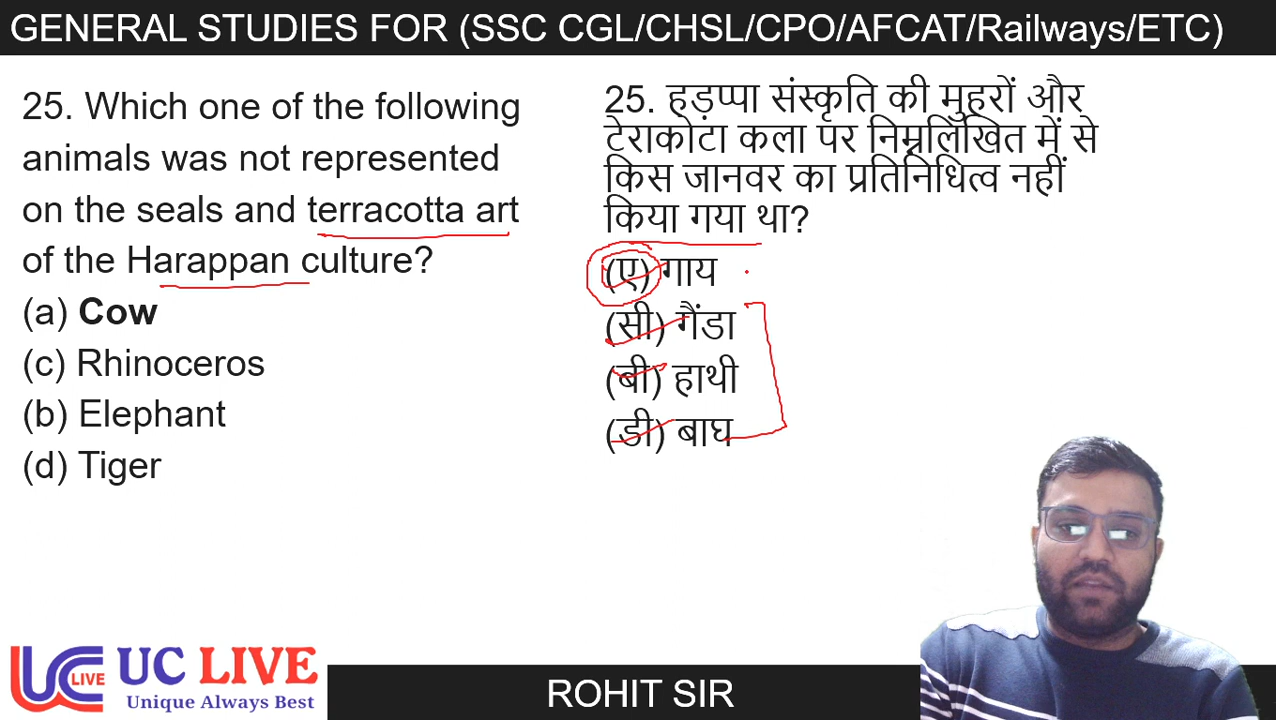 GENERAL STUDIES FOR (SSC CGL/CHSL/CPO/AFCAT/Railways/ETC)
25. Which one of the following
animals was not represented
on the seals and terracotta art
of the Harappan culture?
(a) Cow
(c) Rhinoceros
(b) Elephant
(d) Tiger
25. हड़प्पा संस्कृति की मुहरों और
टेराकोटा कला पर निम्नलिखित में से
किस जानवर का प्रतिनिधित्व नहीं
किया गया था?
(ए) गाय
(सी) गैंडा
(बी) हाथी
(डी) बाघ
LIVE
UC LIVE
Unique Always Best
ROHIT SIR